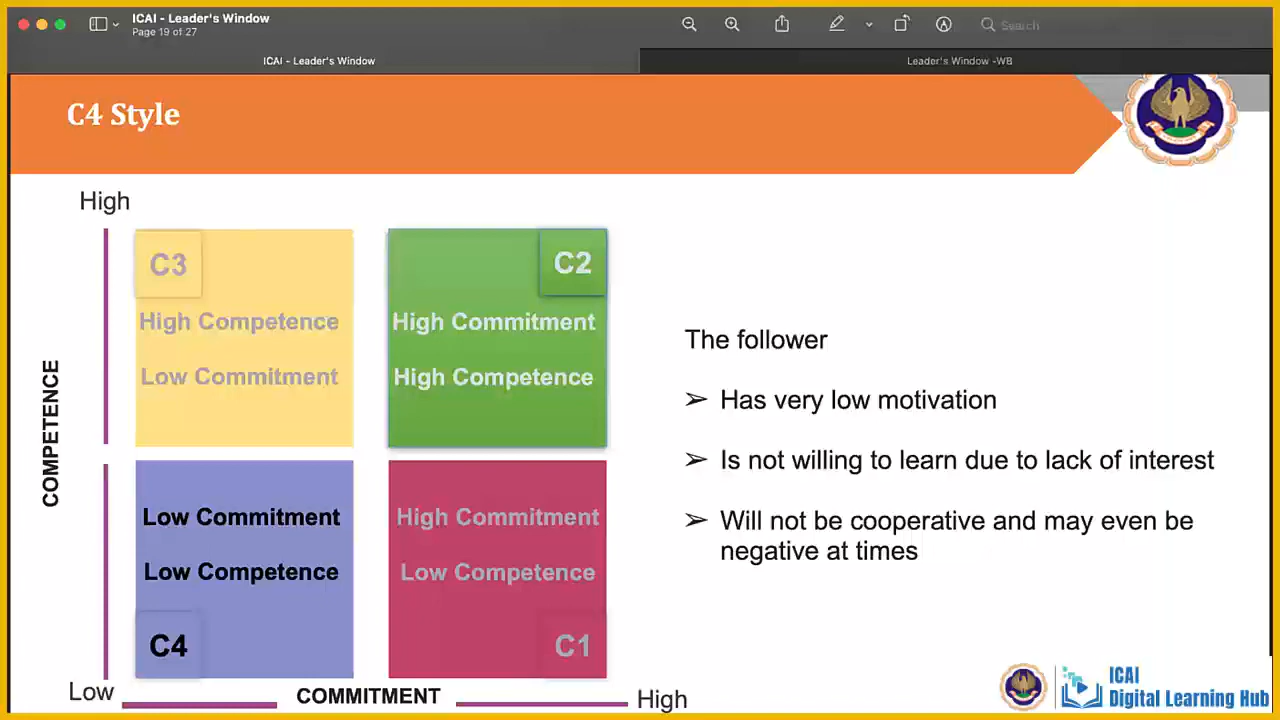 ICAI - Leader's Window
Page 19 of 27
Search
ICAI - Leader's Window
Leader's Window -WB
C4 Style
High
C3
High Competence
Low Commitment
C2
High Commitment
High Competence
COMPETENCE
Low Commitment
Low Competence
C4
High Commitment
Low Competence
C1
Low
COMMITMENT
High
The follower
➢ Has very low motivation
➢ Is not willing to learn due to lack of interest
➢ Will not be cooperative and may even be
negative at times
ICAI
Digital Learning Hub